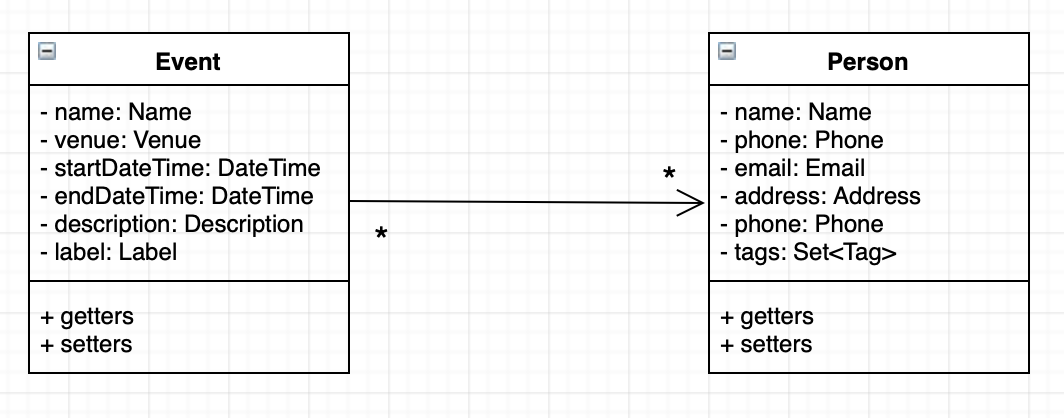 Event
- name: Name
- venue: Venue
- startDateTime: DateTime
- endDateTime: DateTime
- description: Description
- label: Label
+ getters
+ setters
*
*
Person
- name: Name
- phone: Phone
- email: Email
- address: Address
- phone: Phone
- tags: Set<Tag>
+ getters
+ setters